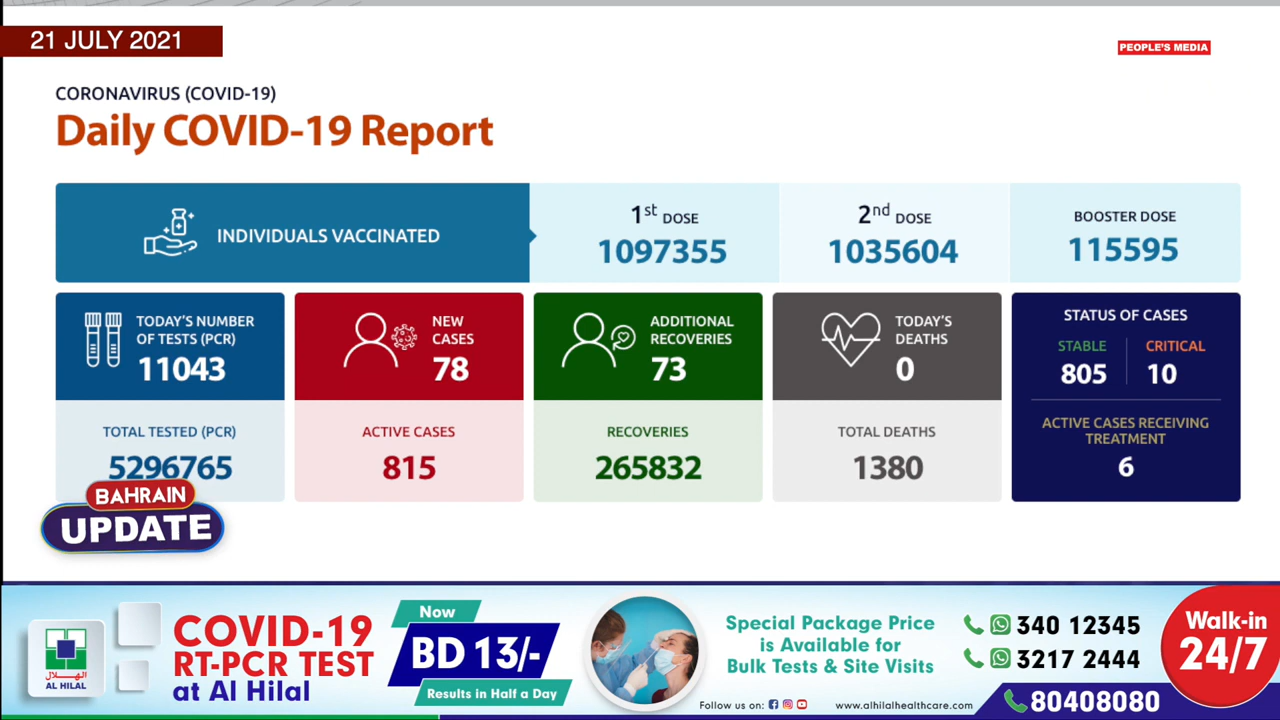 21 JULY 2021
PEOPLE'S MEDIA
CORONAVIRUS (COVID-19)
Daily COVID-19 Report
INDIVIDUALS VACCINATED
1st DOSE
1097355
2nd DOSE
1035604
BOOSTER DOSE
115595
TODAY'S NUMBER
OF TESTS (PCR)
11043
TOTAL TESTED (PCR)
5296765
NEW
CASES
78
ACTIVE CASES
815
ADDITIONAL
RECOVERIES
73
RECOVERIES
265832
TODAY'S
DEATHS
0
TOTAL DEATHS
1380
STATUS OF CASES
STABLE
805
CRITICAL
10
ACTIVE CASES RECEIVING
TREATMENT
6
BAHRAIN
UPDATE
الهلال
AL HILAL
COVID-19
RT-PCR TEST
at Al Hilal
Now
BD 13/-
Results in Half a Day
Special Package Price
is Available for
Bulk Tests & Site Visits
Follow us on:
www.alhilalhealthcare.com
340 12345
3217 2444
80408080
Walk-in
24/7